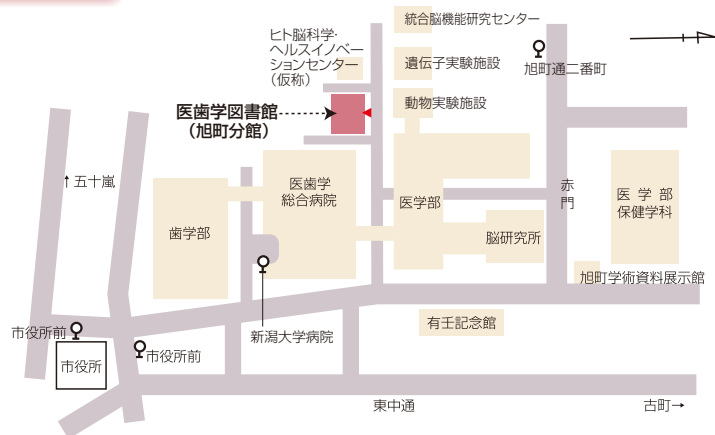 統合脳機能研究センター
ヒト脳科学・
ヘルスイノベー
ションセンター
（仮称）
遺伝子実験施設
旭町通二番町
動物実験施設
医歯学図書館
（旭町分館）
↑五十嵐
医歯学
総合病院
赤
門
医学部
保健学科
医学部
歯学部
脳研究所
旭町学術資料展示館
有壬記念館
新潟大学病院
市役所前
市役所前
市役所
東中通
古町→